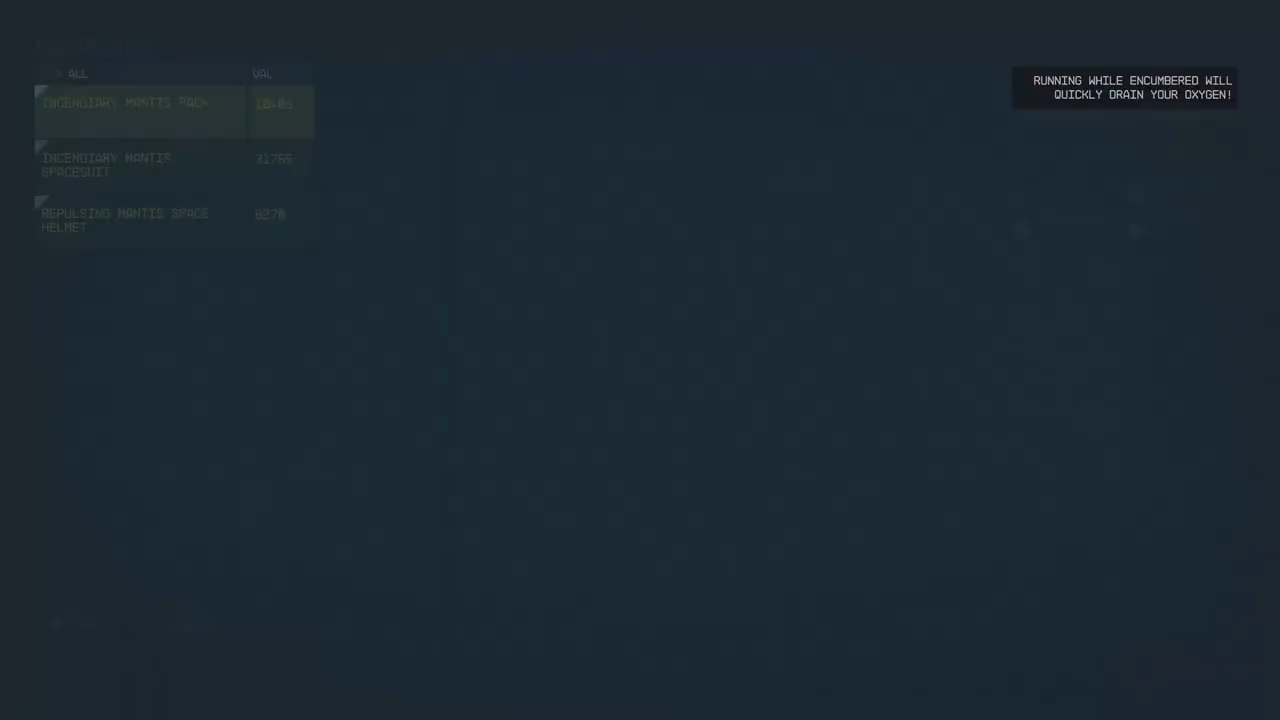 ALL VAL
INCENDIARY MANTIS PACK
INCENDIARY MANTIS
SPACESUIT
REPULSING MANTIS SPACE
HELMET
RUNNING WHILE ENCUMBERED WILL
QUICKLY DRAIN YOUR OXYGEN!